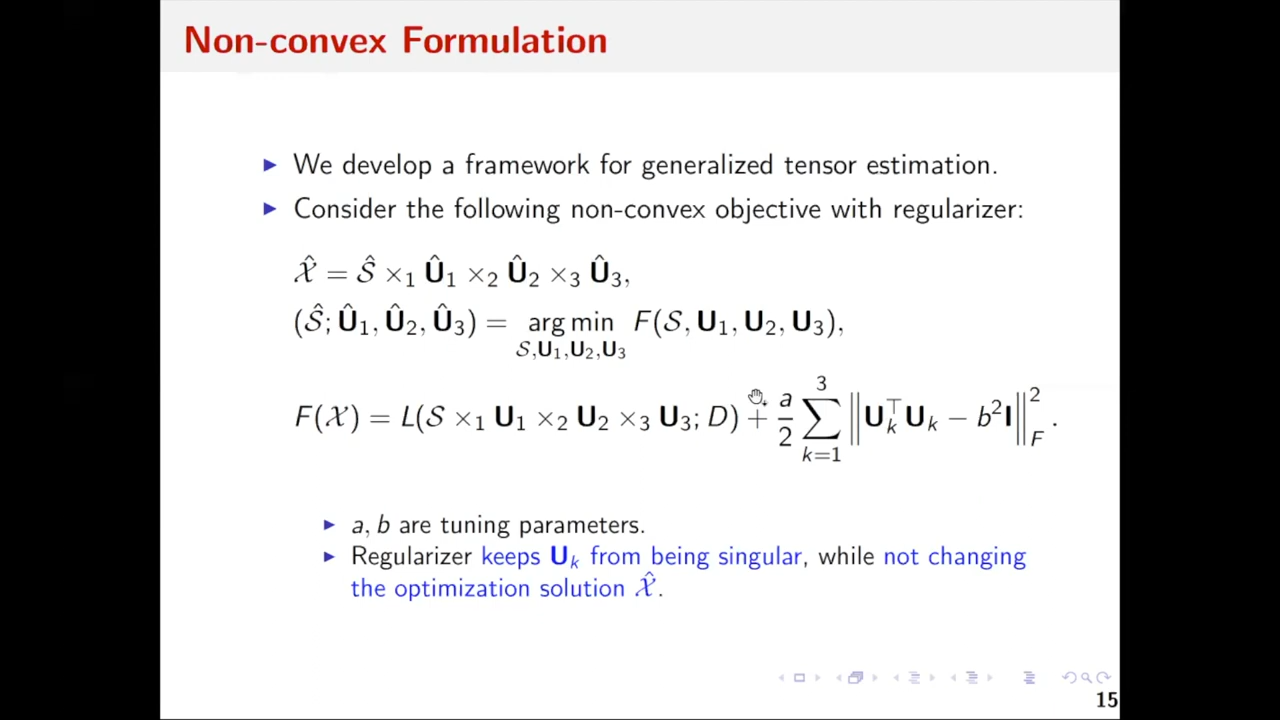 Non-convex Formulation
▶ We develop a framework for generalized tensor estimation.
▶ Consider the following non-convex objective with regularizer:
𝒳̂ = 𝒮̂ ×₁ Û₁ ×₂ Û₂ ×₃ Û₃,
(𝒮̂; Û₁, Û₂, Û₃) = arg min F(𝒮, U₁, U₂, U₃),
𝒮,U₁,U₂,U₃
F(𝒳) = L(𝒮 ×₁ U₁ ×₂ U₂ ×₃ U₃; D) + a/2 ∑_{k=1}^{3} ‖U_k^⊤ U_k − b²I‖_F^2 .
▶ a, b are tuning parameters.
▶ Regularizer keeps U_k from being singular, while not changing
the optimization solution 𝒳̂.
15